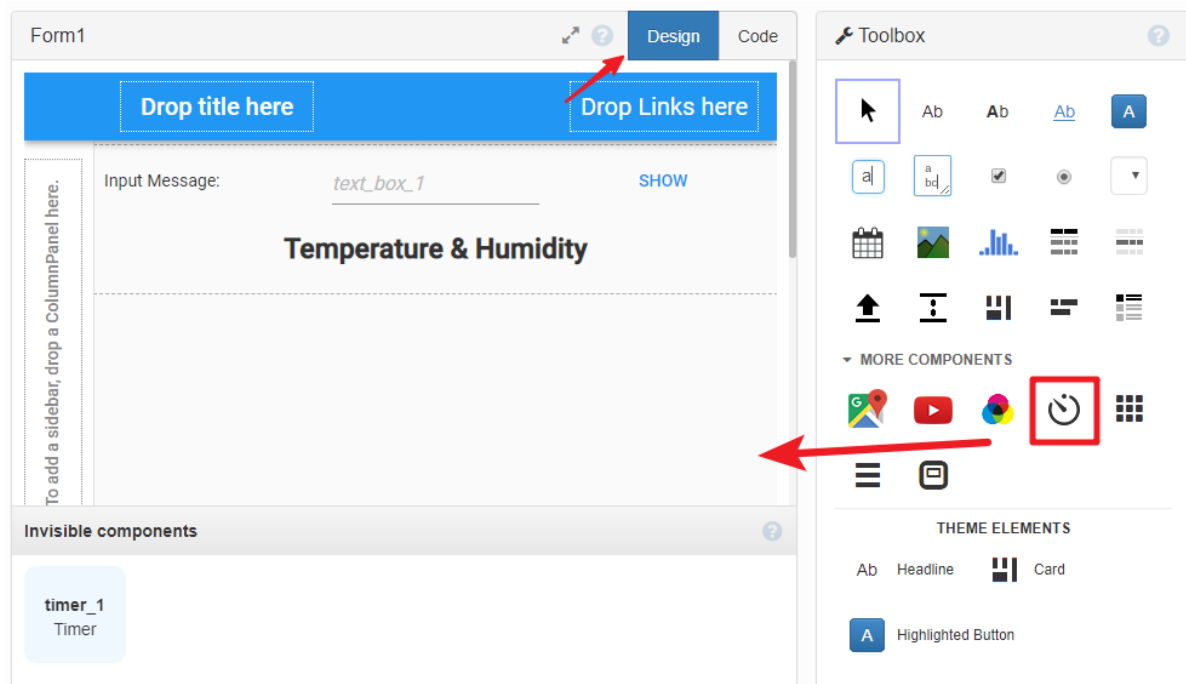 Form1
Design
Code
Toolbox
Drop title here
Drop Links here
Ab
Ab
Ab
A
Input Message:
text_box_1
SHOW
a
a
bc
Temperature & Humidity
To add a sidebar, drop a ColumnPanel here.
MORE COMPONENTS
G
Invisible components
timer_1
Timer
THEME ELEMENTS
Ab Headline
Card
A Highlighted Button